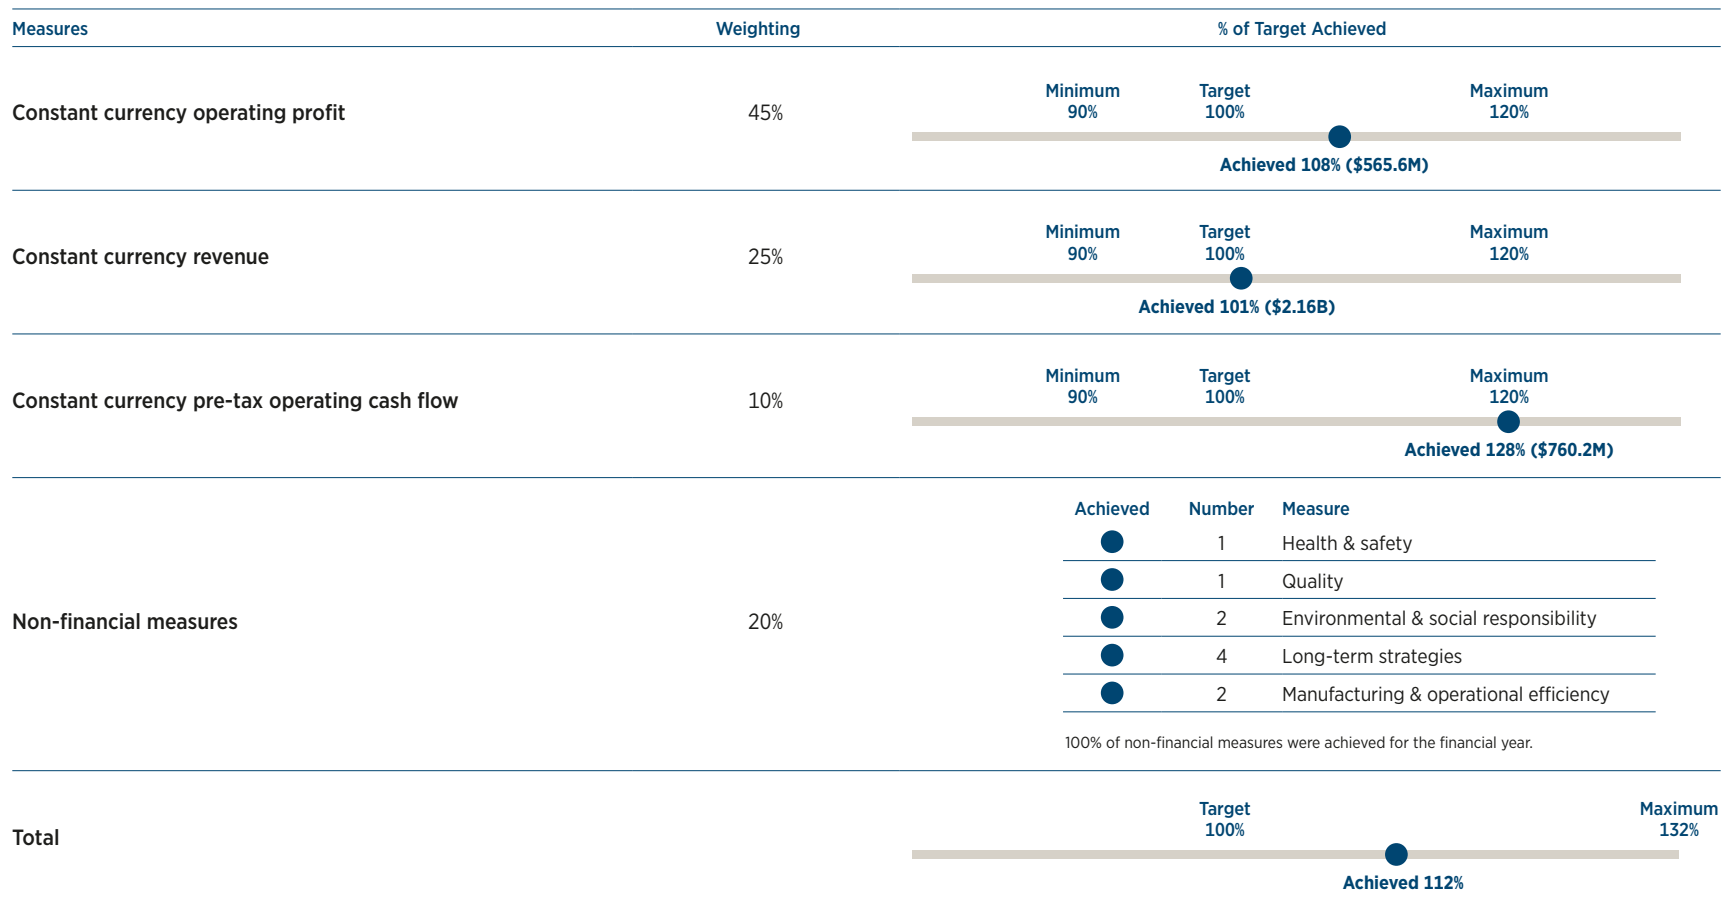 Measures Weighting % of Target Achieved
Minimum Target Maximum
Constant currency operating profit 45% 90% 100% 120%
Achieved 108% ($565.6M)
Minimum Target Maximum
Constant currency revenue 25% 90% 100% 120%
Achieved 101% ($2.16B)
Minimum Target Maximum
Constant currency pre-tax operating cash flow 10% 90% 100% 120%
Achieved 128% ($760.2M)
Achieved Number Measure
1 Health & safety
1 Quality
2 Environmental & social responsibility
Non-financial measures 20%
4 Long-term strategies
2 Manufacturing & operational efficiency
100% of non-financial measures were achieved for the financial year.
Target Maximum
Total 100% 132%
Achieved 112%